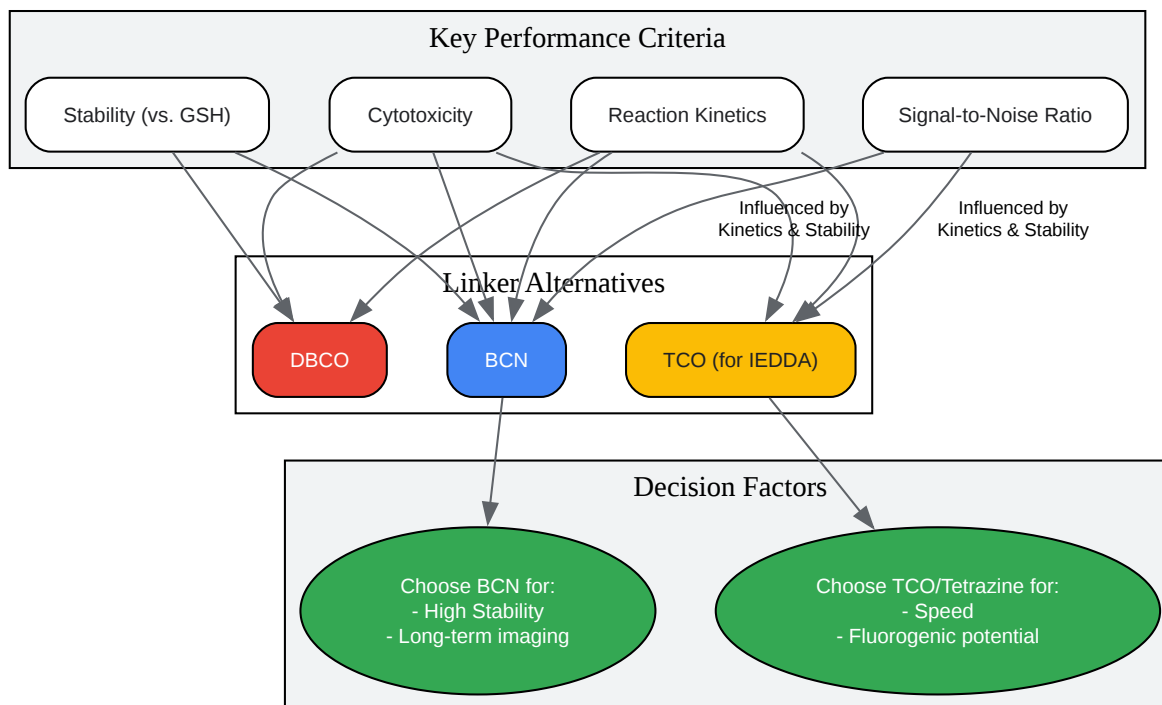 Key Performance Criteria
Stability (vs. GSH)
Cytotoxicity
Reaction Kinetics
Signal-to-Noise Ratio
Influenced by
Kinetics & Stability
Influenced by
Kinetics & Stability
Linker Alternatives
DBCO
BCN
TCO (for IEDDA)
Decision Factors
Choose BCN for:
- High Stability
- Long-term imaging
Choose TCO/Tetrazine for:
- Speed
- Fluorogenic potential